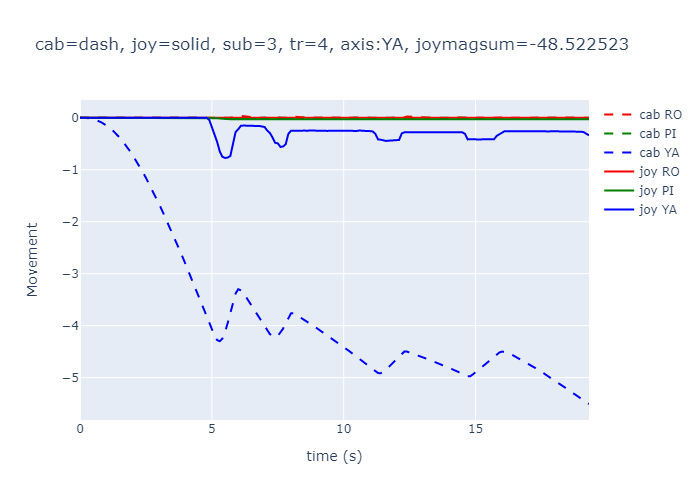 cab=dash, joy=solid, sub=3, tr=4, axis:YA, joymagsum=-48.522523
cab RO
cab PI
cab YA
joy RO
joy PI
joy YA
Movement
0
−1
−2
−3
−4
−5
0 5 10 15
time (s)